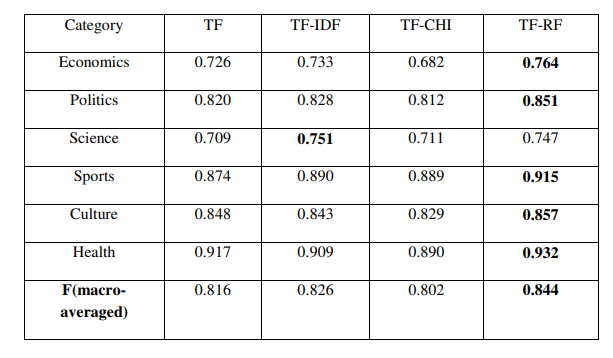 Category TF TF-IDF TF-CHI TF-RF
Economics 0.726 0.733 0.682 0.764
Politics 0.820 0.828 0.812 0.851
Science 0.709 0.751 0.711 0.747
Sports 0.874 0.890 0.889 0.915
Culture 0.848 0.843 0.829 0.857
Health 0.917 0.909 0.890 0.932
F(macro- 0.816 0.826 0.802 0.844
averaged)